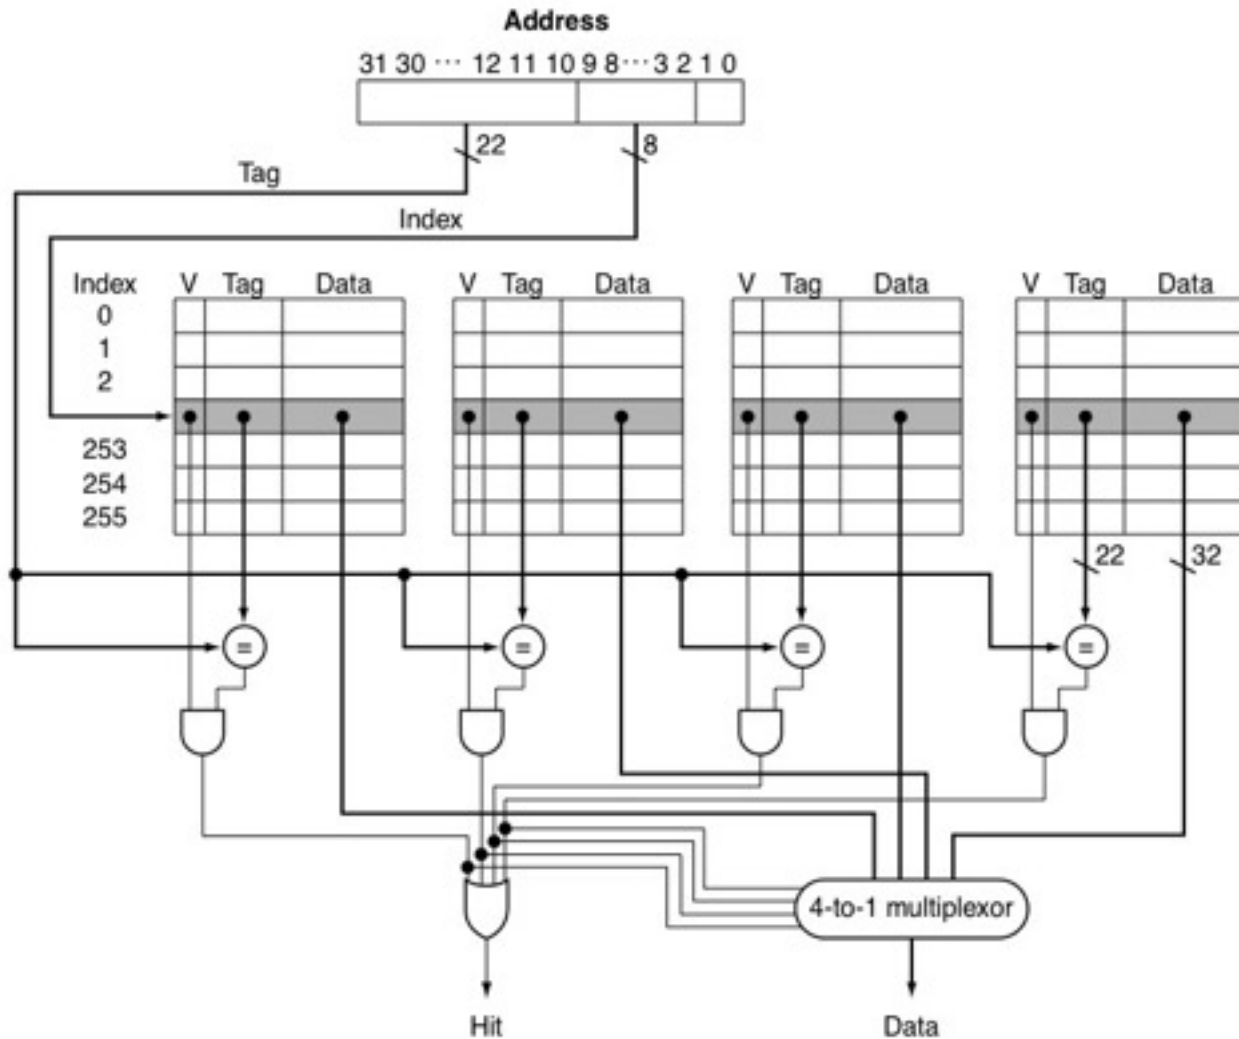 Address
31 30 ··· 12 11 10 9 8 ··· 3 2 1 0
22
8
Tag
Index
Index V Tag Data V Tag Data V Tag Data V Tag Data
0
1
2
253
254
255
22
32
=
=
=
=
4-to-1 multiplexor
Hit
Data